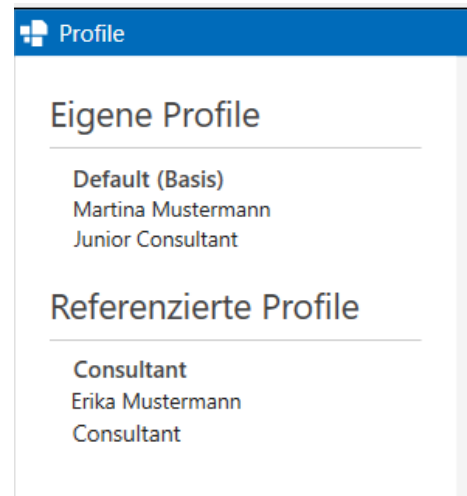 Profile
Eigene Profile
Default (Basis)
Martina Mustermann
Junior Consultant
Referenzierte Profile
Consultant
Erika Mustermann
Consultant